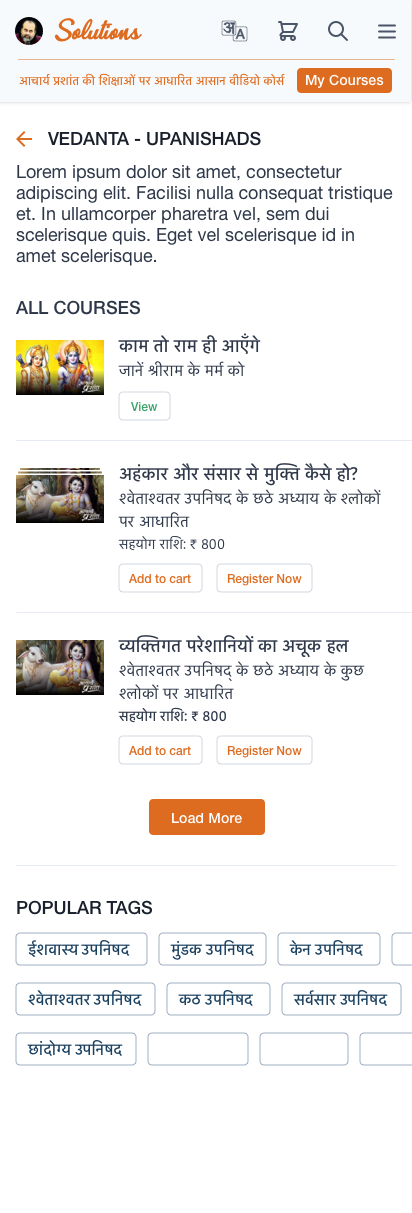 Solutions
अ A
आचार्य प्रशांत की शिक्षाओं पर आधारित आसान वीडियो कोर्स
My Courses
VEDANTA - UPANISHADS
Lorem ipsum dolor sit amet, consectetur
adipiscing elit. Facilisi nulla consequat tristique
et. In ullamcorper pharetra vel, sem dui
scelerisque quis. Eget vel scelerisque id in
amet scelerisque.
ALL COURSES
काम तो राम ही आएँगे
जानें श्रीराम के मर्म को
View
अहंकार और संसार से मुक्ति कैसे हो?
श्वेताश्वतर उपनिषद के छठे अध्याय के श्लोकों
पर आधारित
सहयोग राशि: ₹ 800
Add to cart Register Now
व्यक्तिगत परेशानियों का अचूक हल
श्वेताश्वतर उपनिषद् के छठे अध्याय के कुछ
श्लोकों पर आधारित
सहयोग राशि: ₹ 800
Add to cart Register Now
Load More
POPULAR TAGS
ईशवास्य उपनिषद मुंडक उपनिषद केन उपनिषद
श्वेताश्वतर उपनिषद कठ उपनिषद सर्वसार उपनिषद
छांदोग्य उपनिषद